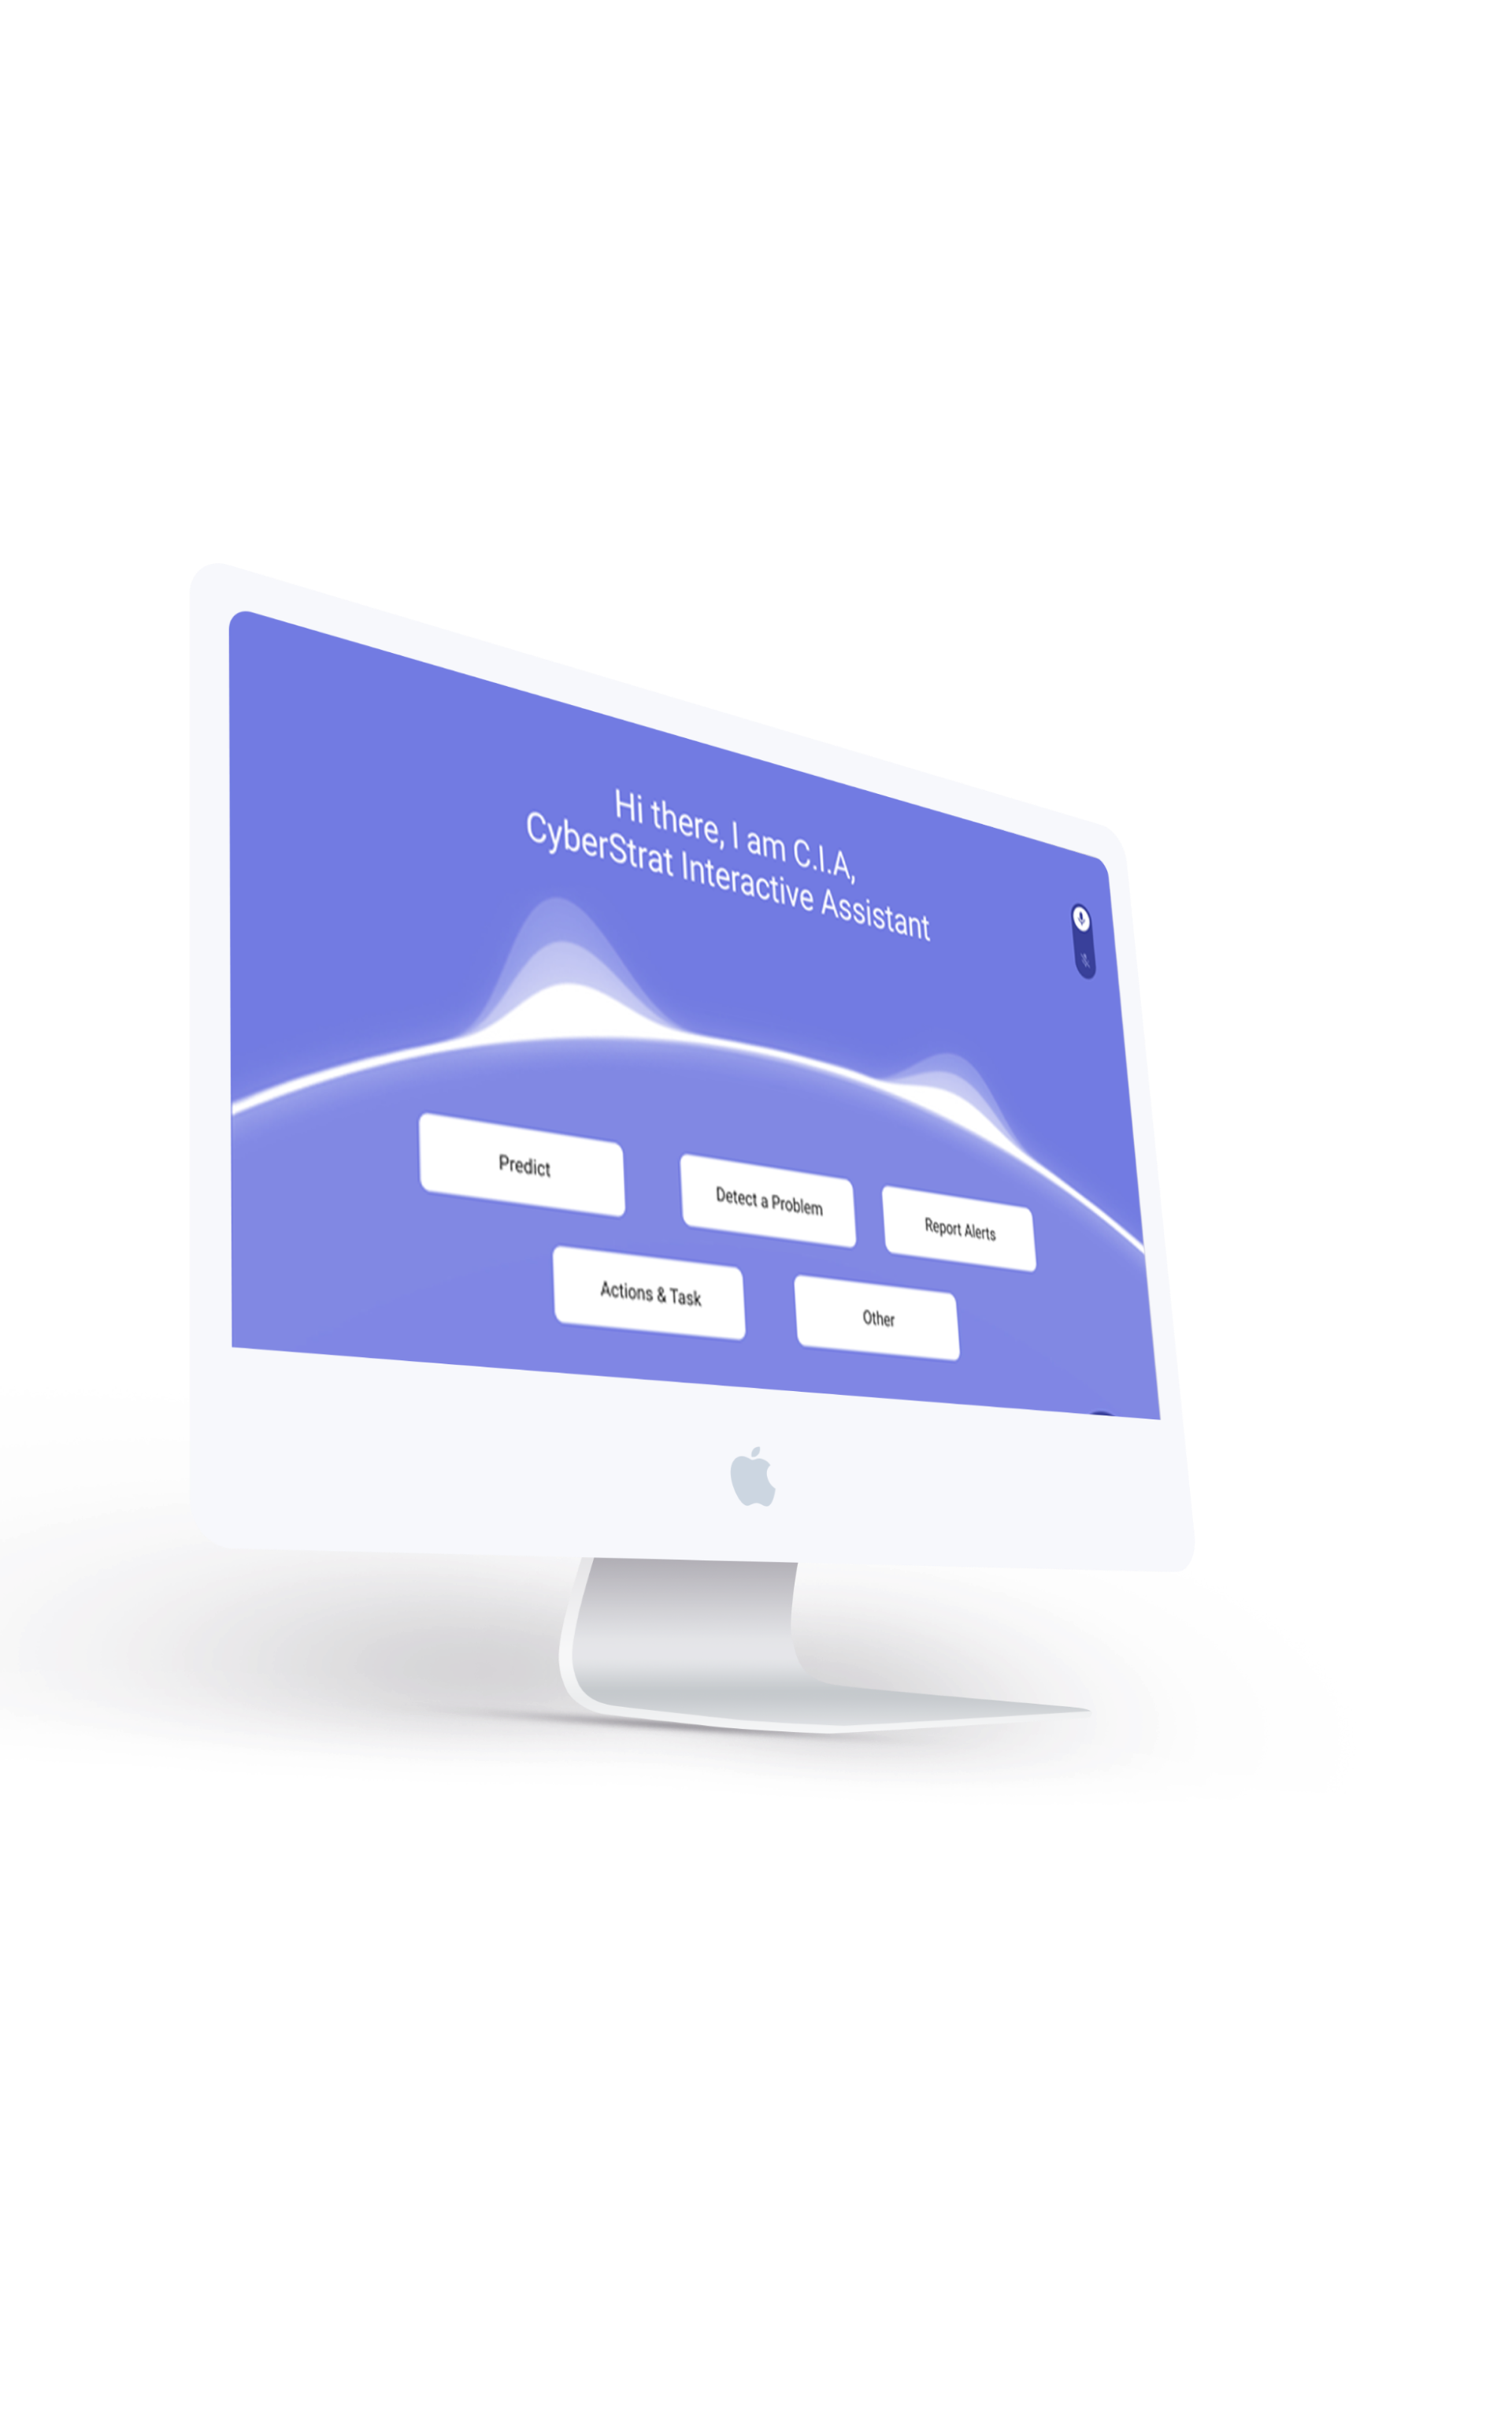 Hi there, I am C.I.A,
CyberStrat Interactive Assistant
Predict
Detect a Problem
Report Alerts
Actions & Task
Other